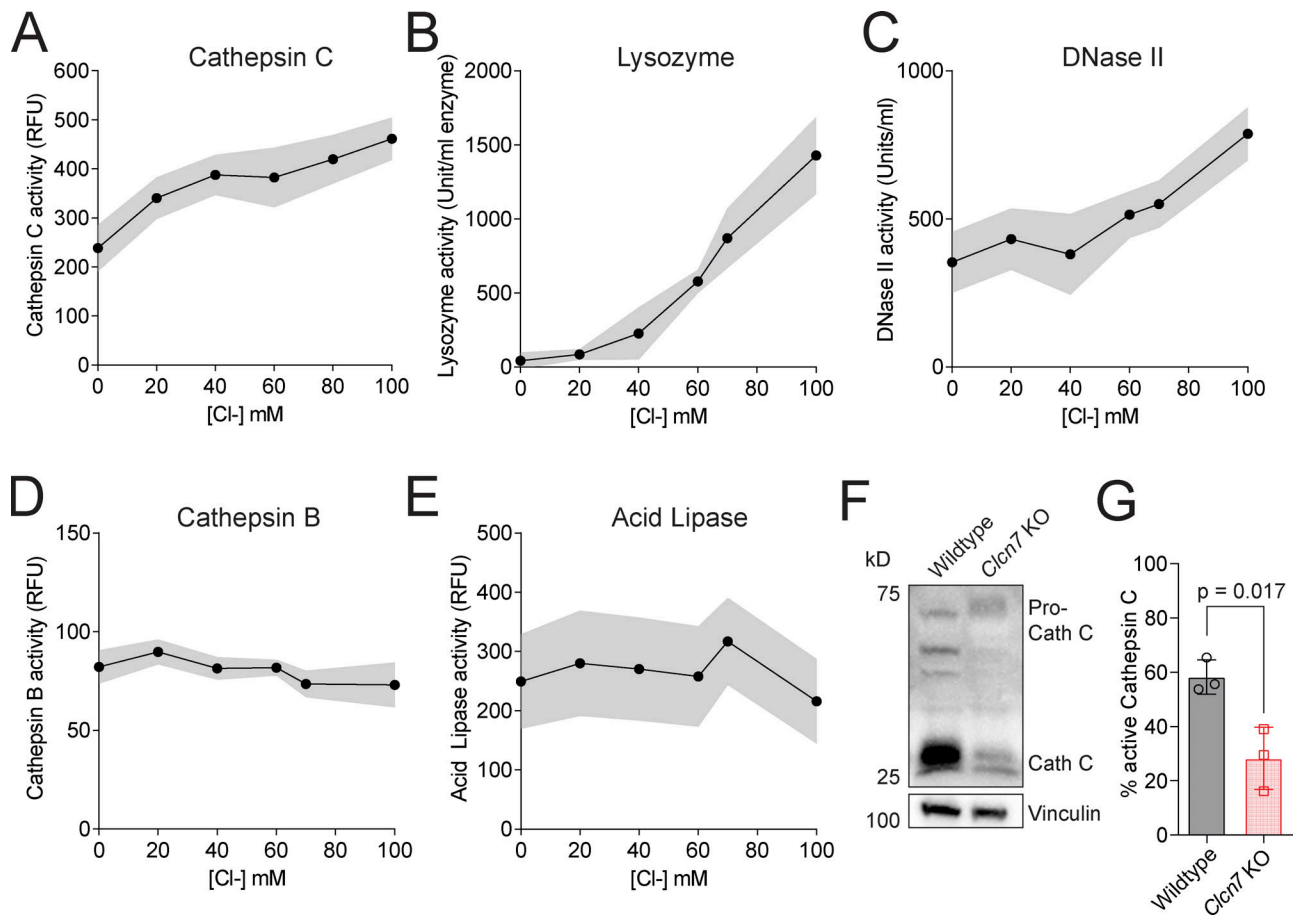 A
Cathepsin C
Cathepsin C activity (RFU)
600
500
400
300
200
100
0
0 20 40 60 80 100
[Cl-] mM
B
Lysozyme
Lysozyme activity (Unit/ml enzyme)
2000
1500
1000
500
0
0 20 40 60 80 100
[Cl-] mM
C
DNase II
DNase II activity (Units/ml)
1000
500
0
0 20 40 60 80 100
[Cl-] mM
D
Cathepsin B
Cathepsin B activity (RFU)
150
100
50
0
0 20 40 60 80 100
[Cl-] mM
E
Acid Lipase
Acid Lipase activity (RFU)
500
400
300
200
100
0
0 20 40 60 80 100
[Cl-] mM
F
kD
Wildtype
Clcn7 KO
75
Pro-
Cath C
Cath C
25
Vinculin
100
G
% active Cathepsin C
100
80
60
40
20
0
p = 0.017
Wildtype
Clcn7 KO